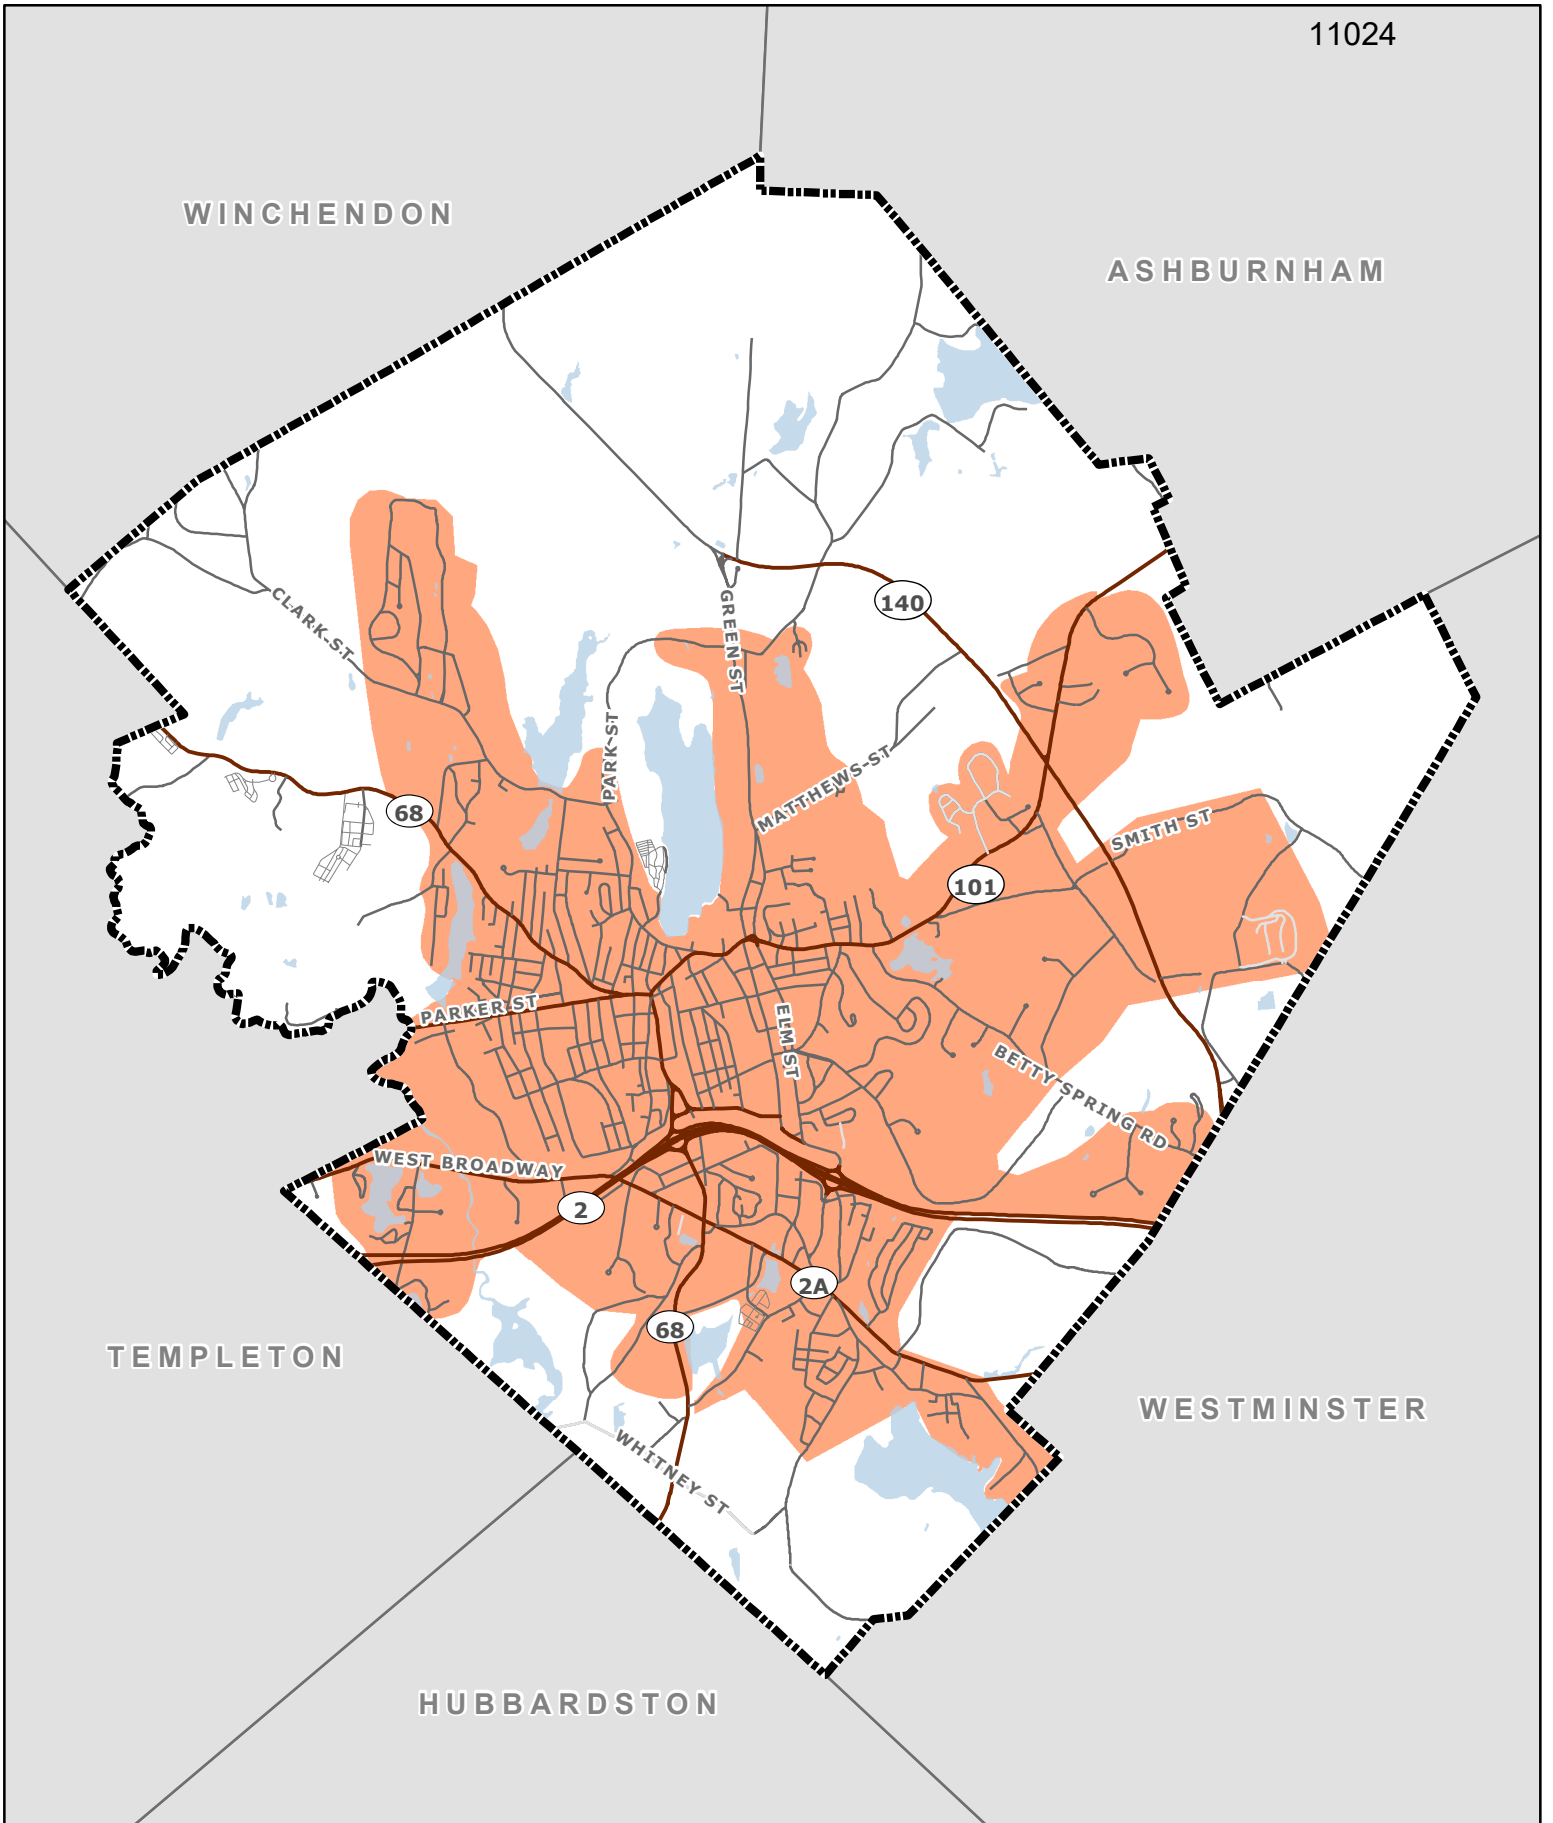 11024
WINCHENDON
ASHBURNHAM
CLARK ST
GREEN ST
140
PARK ST
MATTHEWS ST
68
SMITH ST
101
PARKER ST
ELM ST
BETTY SPRING RD
WEST BROADWAY
2
2A
68
TEMPLETON
WESTMINSTER
WHITNEY ST
HUBBARDSTON